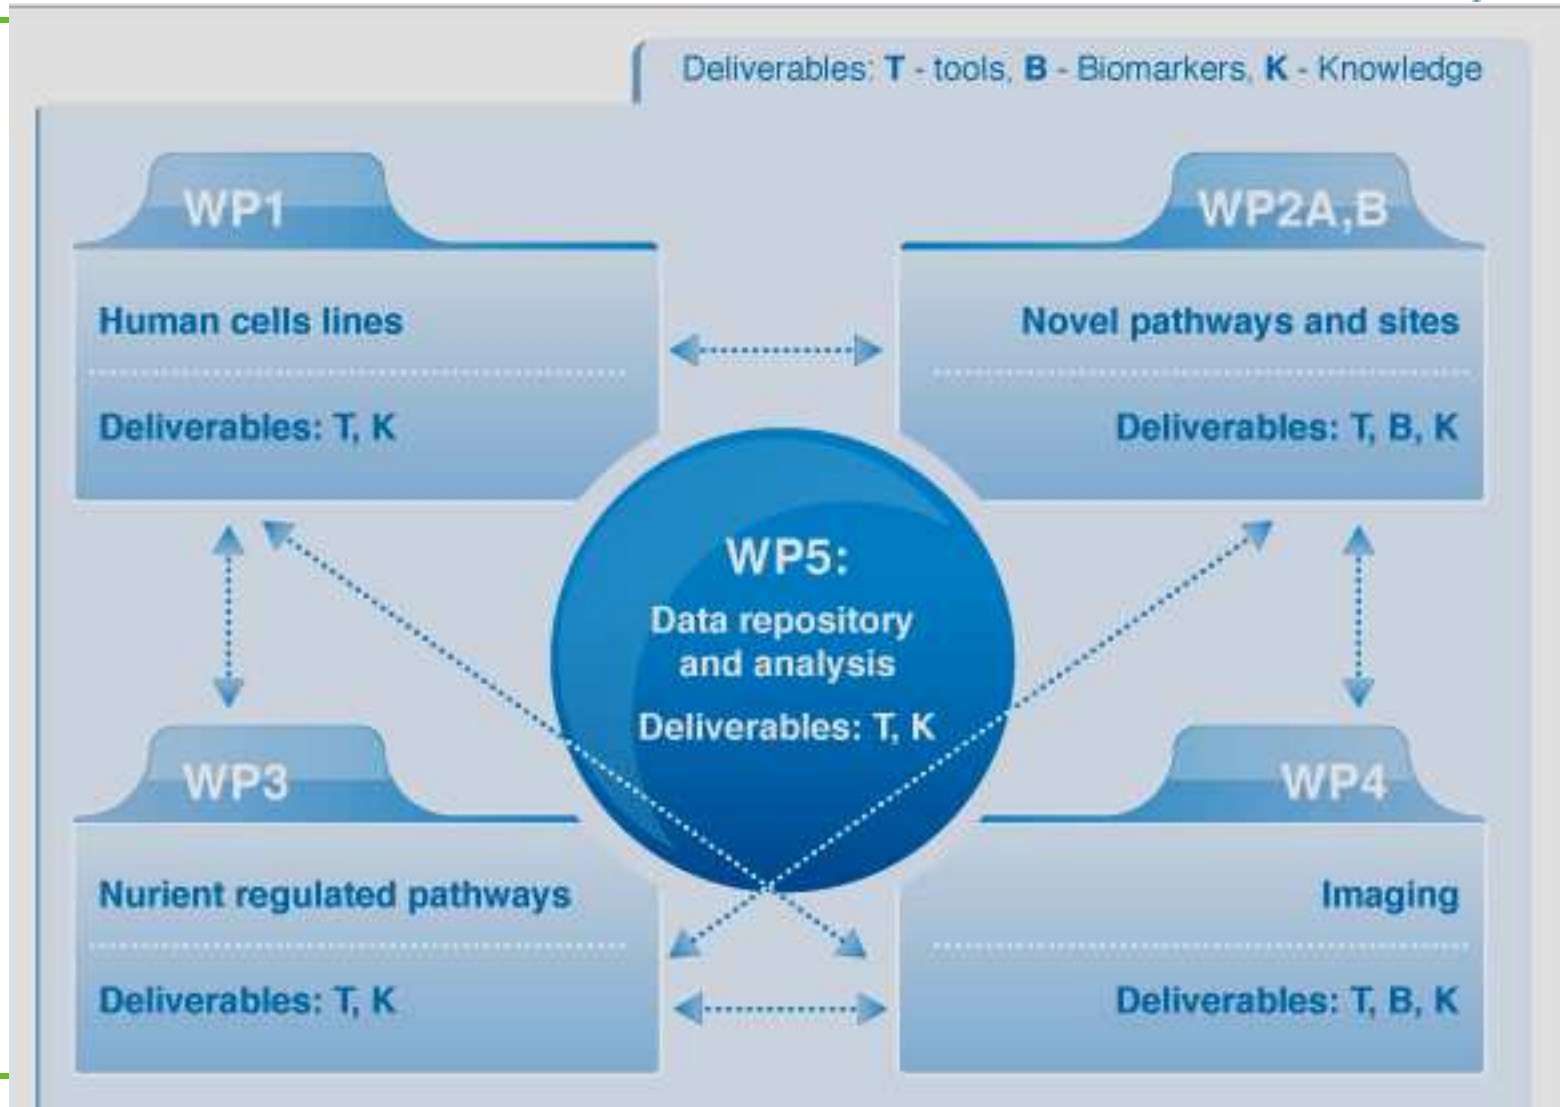 Deliverables: T - tools, B - Biomarkers, K - Knowledge
WP1
Human cells lines
Deliverables: T, K
WP2A,B
Novel pathways and sites
Deliverables: T, B, K
WP5:
Data repository
and analysis
Deliverables: T, K
WP3
Nurient regulated pathways
Deliverables: T, K
WP4
Imaging
Deliverables: T, B, K